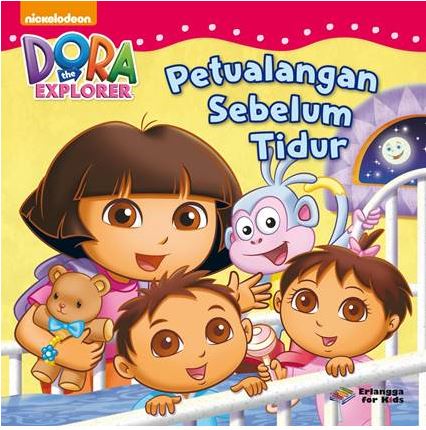 nickelodeon
DORA
the
EXPLORER
Petualangan
Sebelum
Tidur
Erlangga
for Kids